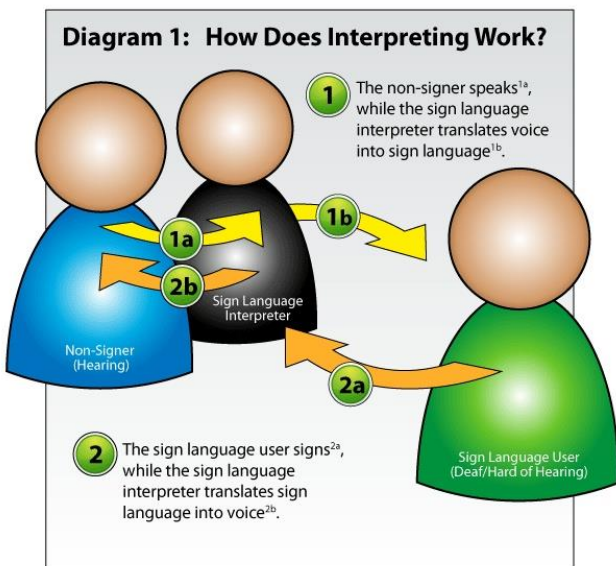 Diagram 1: How Does Interpreting Work?
1
The non-signer speaks1a,
while the sign language
interpreter translates voice
into sign language1b.
1a
1b
2b
Sign Language
Interpreter
Non-Signer
(Hearing)
2a
Sign Language User
(Deaf/Hard of Hearing)
2
The sign language user signs2a,
while the sign language
interpreter translates sign
language into voice2b.